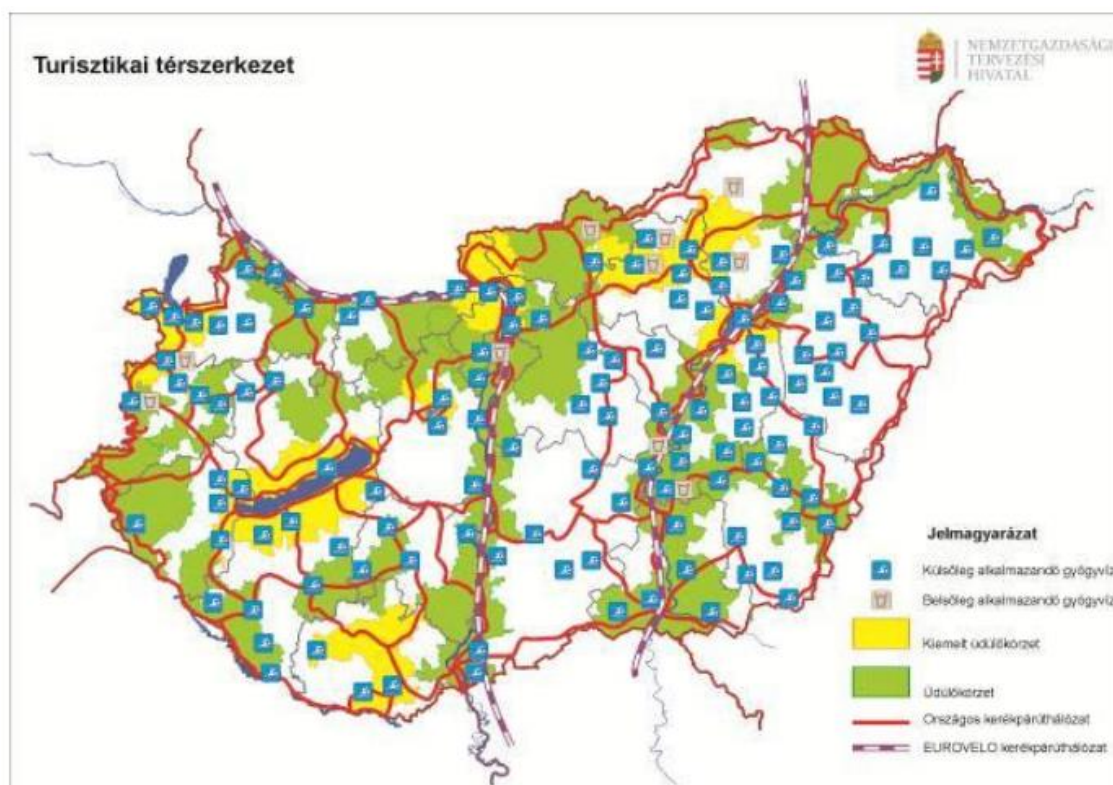 Turisztikai térszerkezet
NEMZETGAZDASÁGI
TERVEZÉSI
HIVATAL
Jelmagyarázat
Külsőleg alkalmazandó gyógyvíz
Belsőleg alkalmazandó gyógyvíz
Kiemelt üdülőkörzet
Üdülőkörzet
Országos kerékpárúthálózat
EUROVELO kerékpárúthálózat